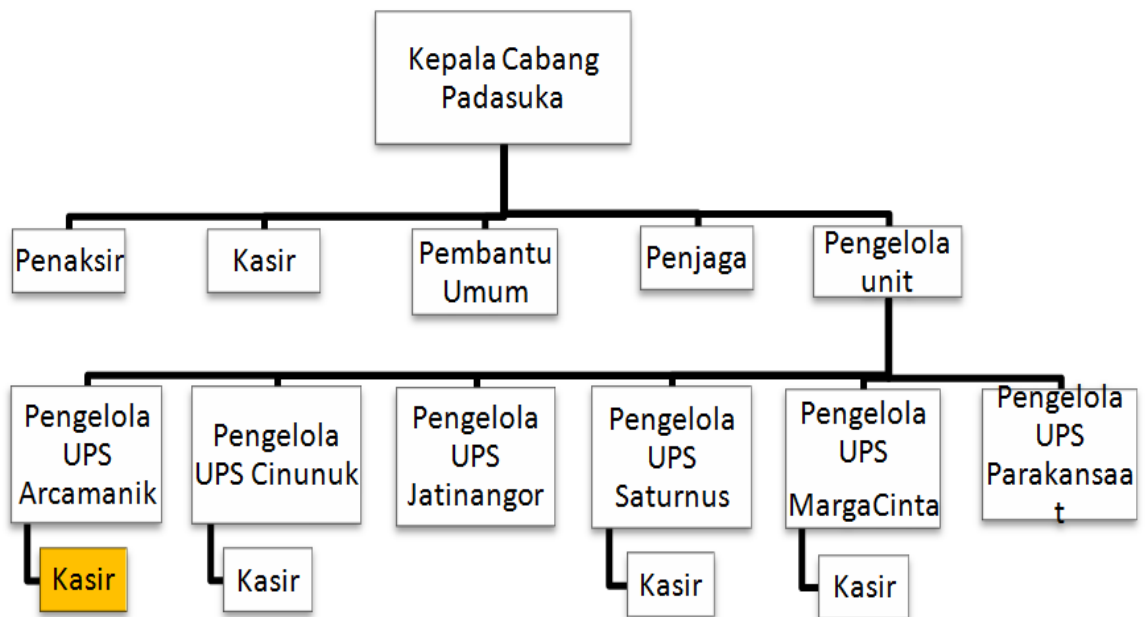 Kepala Cabang
Padasuka
Penaksir
Kasir
Pembantu
Umum
Penjaga
Pengelola
unit
Pengelola
UPS
Arcamanik
Pengelola
UPS Cinunuk
Pengelola
UPS
Jatinangor
Pengelola
UPS
Saturnus
Pengelola
UPS
MargaCinta
Pengelola
UPS
Parakansaa
t
Kasir
Kasir
Kasir
Kasir